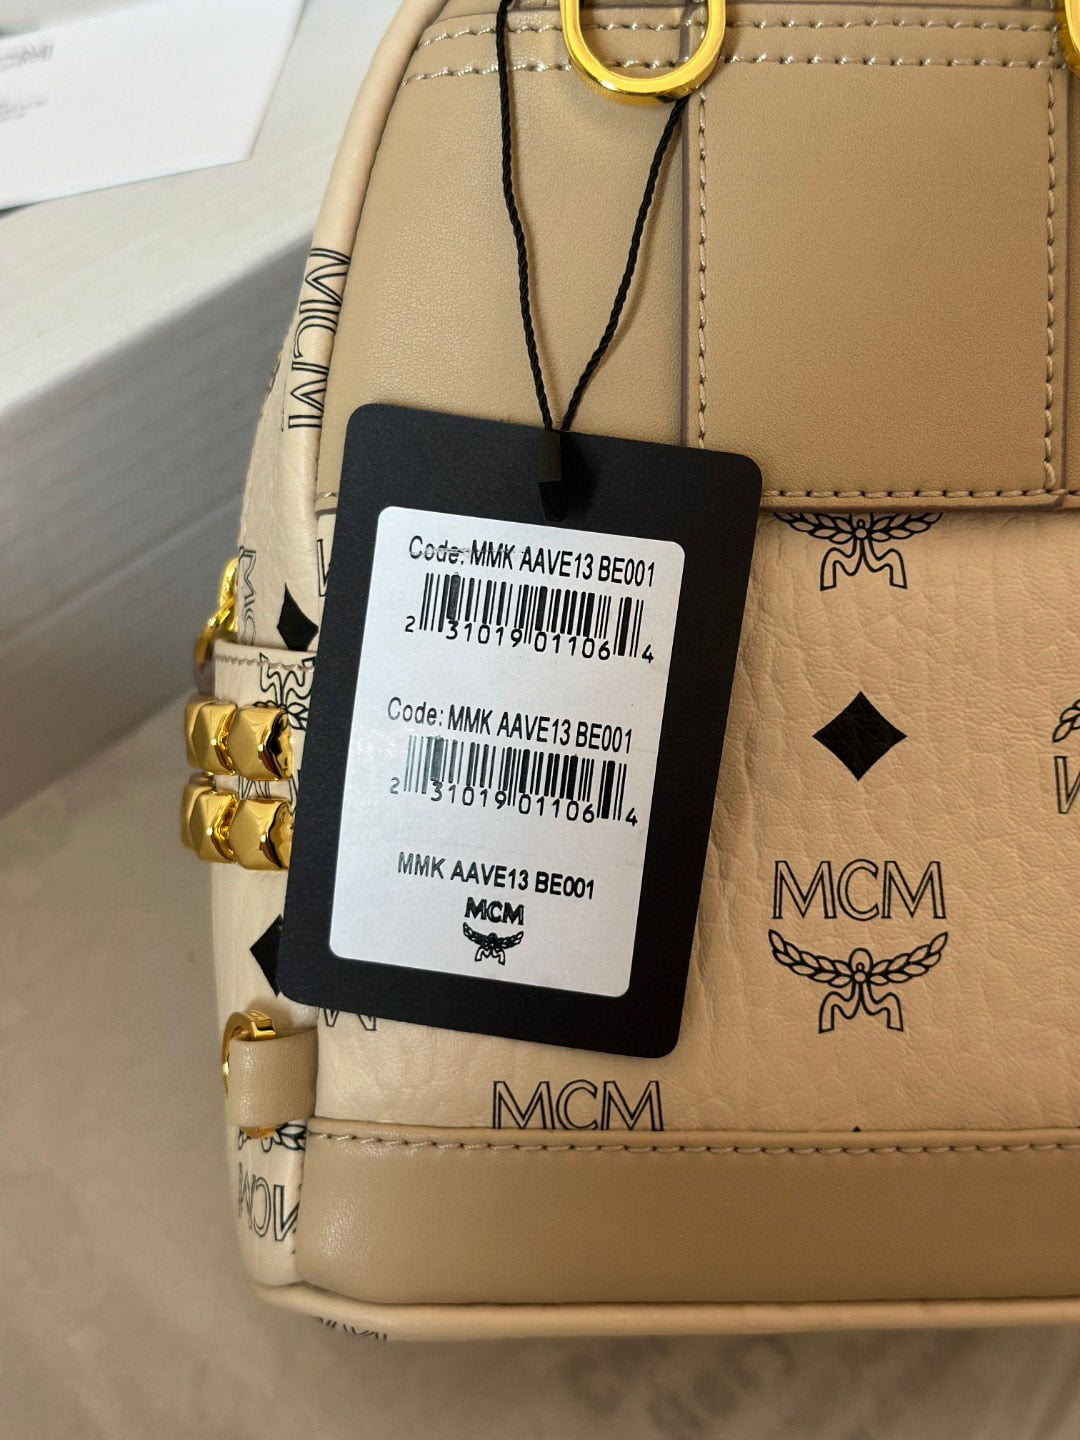 Code: MMK AAVE13 BE001
2 31019 01106 4
Code: MMK AAVE13 BE001
2 31019 01106 4
MMK AAVE13 BE001
MCM
MCM
MCM
MCM
MCM